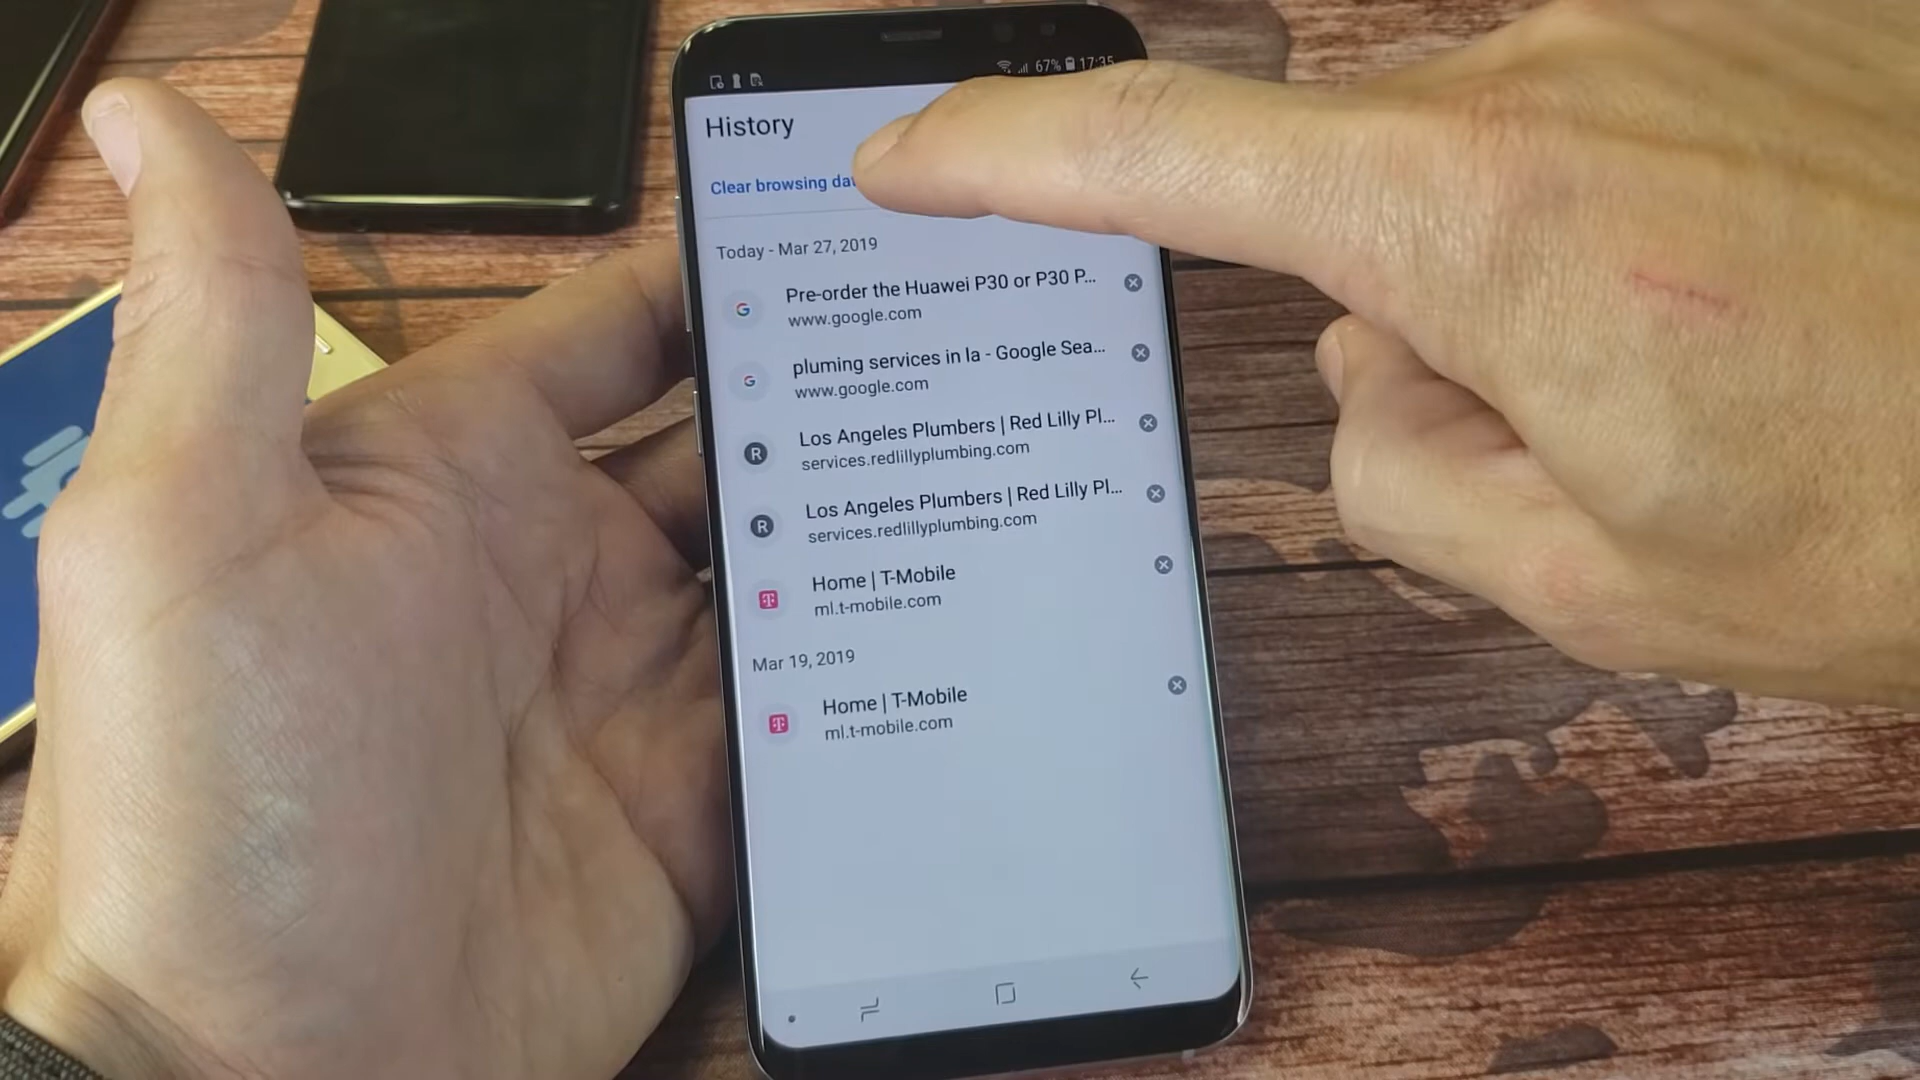 67% 17:35
History
Clear browsing da
Today - Mar 27, 2019
G
Pre-order the Huawei P30 or P30 P...
www.google.com
G
pluming services in la - Google Sea...
www.google.com
R
Los Angeles Plumbers | Red Lilly Pl...
services.redlillyplumbing.com
R
Los Angeles Plumbers | Red Lilly Pl...
services.redlillyplumbing.com
T
Home | T-Mobile
ml.t-mobile.com
Mar 19, 2019
T
Home | T-Mobile
ml.t-mobile.com